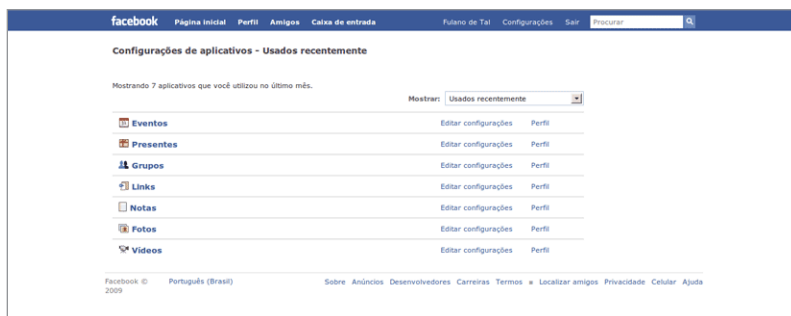 facebook Página inicial Perfil Amigos Caixa de entrada Fulano de Tal Configurações Sair Procurar
Configurações de aplicativos - Usados recentemente
Mostrando 7 aplicativos que você utilizou no último mês.
Mostrar: Usados recentemente
Eventos Editar configurações Perfil
Presentes Editar configurações Perfil
Grupos Editar configurações Perfil
Links Editar configurações Perfil
Notas Editar configurações Perfil
Fotos Editar configurações Perfil
Vídeos Editar configurações Perfil
Facebook © Português (Brasil) Sobre Anúncios Desenvolvedores Carreiras Termos ■ Localizar amigos Privacidade Celular Ajuda
2009